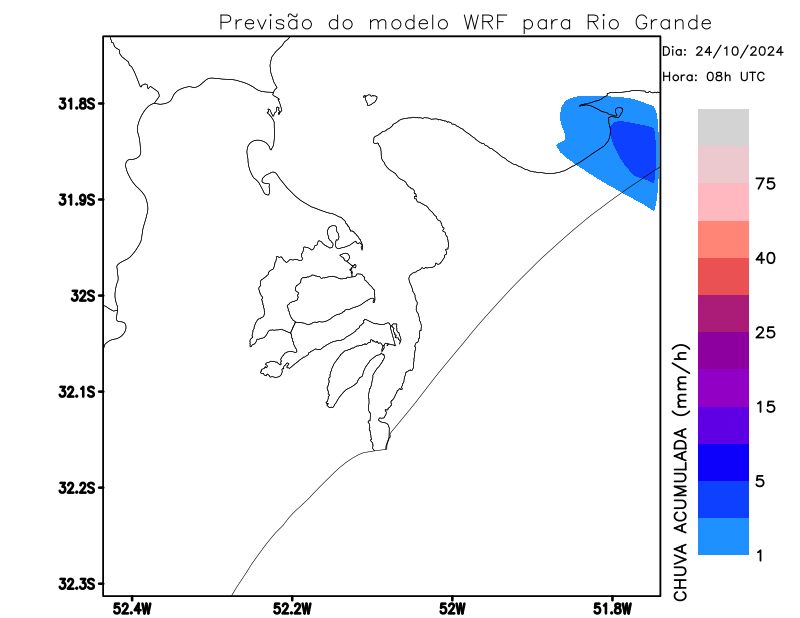 Previsão do modelo WRF para Rio Grande
Dia: 24/10/2024
Hora: 08h UTC
31.8S
31.9S
32S
32.1S
32.2S
32.3S
52.4W
52.2W
52W
51.8W
75
40
25
15
5
1
CHUVA ACUMULADA (mm/h)